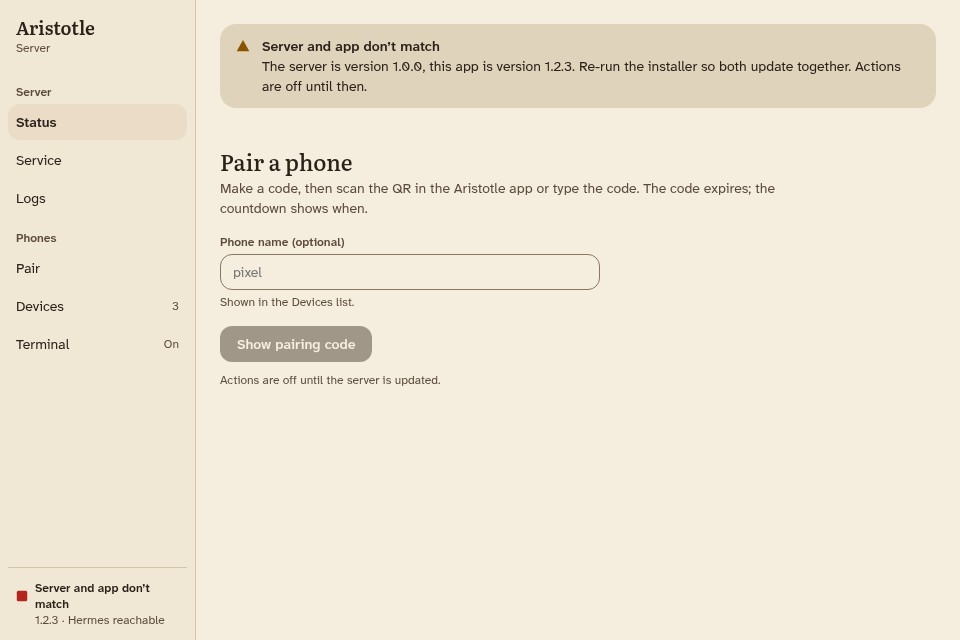 Aristotle
Server
Server
Status
Service
Logs
Phones
Pair
Devices 3
Terminal On
Server and app don't
match
1.2.3 · Hermes reachable
Server and app don't match
The server is version 1.0.0, this app is version 1.2.3. Re-run the installer so both update together. Actions
are off until then.
Pair a phone
Make a code, then scan the QR in the Aristotle app or type the code. The code expires; the
countdown shows when.
Phone name (optional)
pixel
Shown in the Devices list.
Show pairing code
Actions are off until the server is updated.